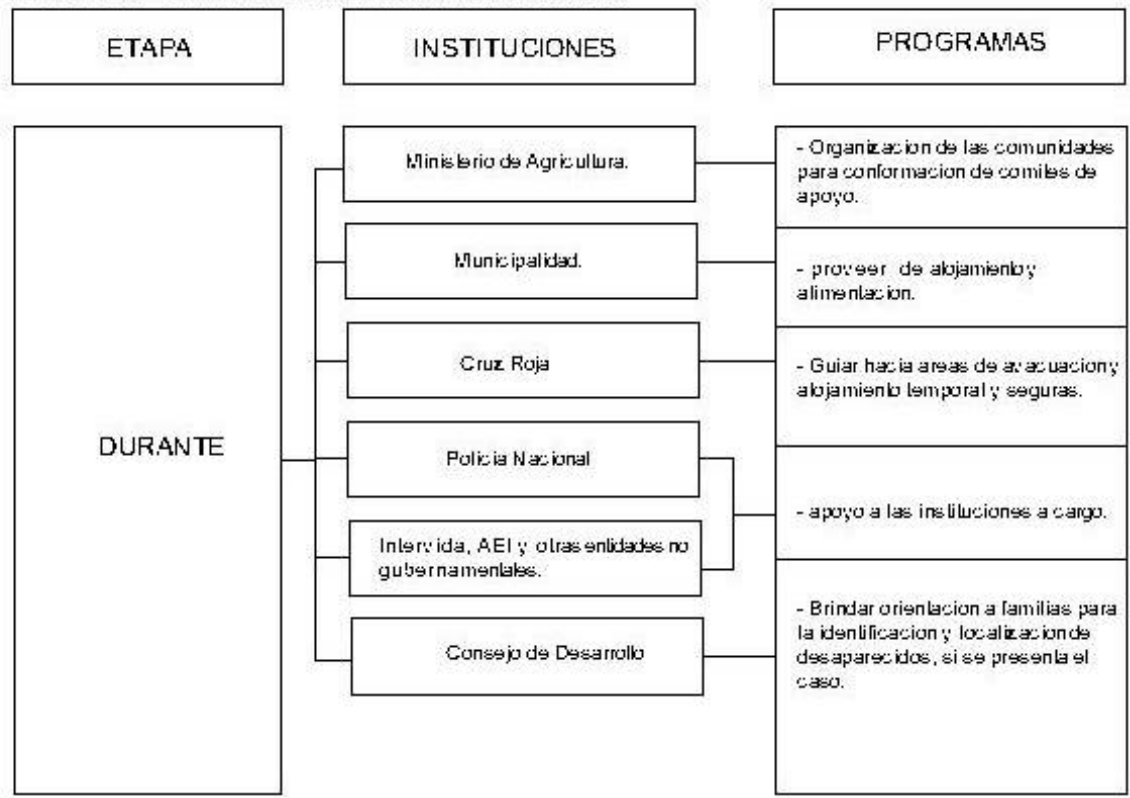 ETAPA
INSTITUCIONES
PROGRAMAS
DURANTE
Ministerio de Agricultura.
- Organizacion de las comunidades
para conformacion de comites de
apoyo.
Municipalidad.
- proveer de alojamiento y
alimentacion.
Cruz Roja
- Guiar hacia areas de avacuacion y
alojamiento temporal y seguras.
Policia Nacional
Intervida, AEI y otras entidades no
gubernamentales.
- apoyo a las instituciones a cargo.
Consejo de Desarrollo
- Brindar orientacion a familias para
la identificacion y localizacion de
desaparecidos, si se presenta el
caso.